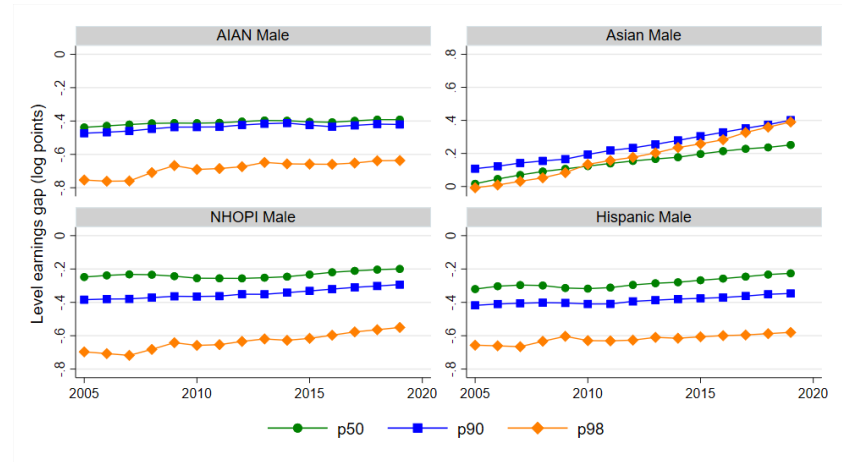 AIAN Male
Asian Male
Level earnings gap (log points)
0
-.2
-.4
-.6
-.8
.8
.6
.4
.2
0
NHOPI Male
Hispanic Male
0
-.2
-.4
-.6
-.8
0
-.2
-.4
-.6
-.8
2005 2010 2015 2020
2005 2010 2015 2020
p50 p90 p98